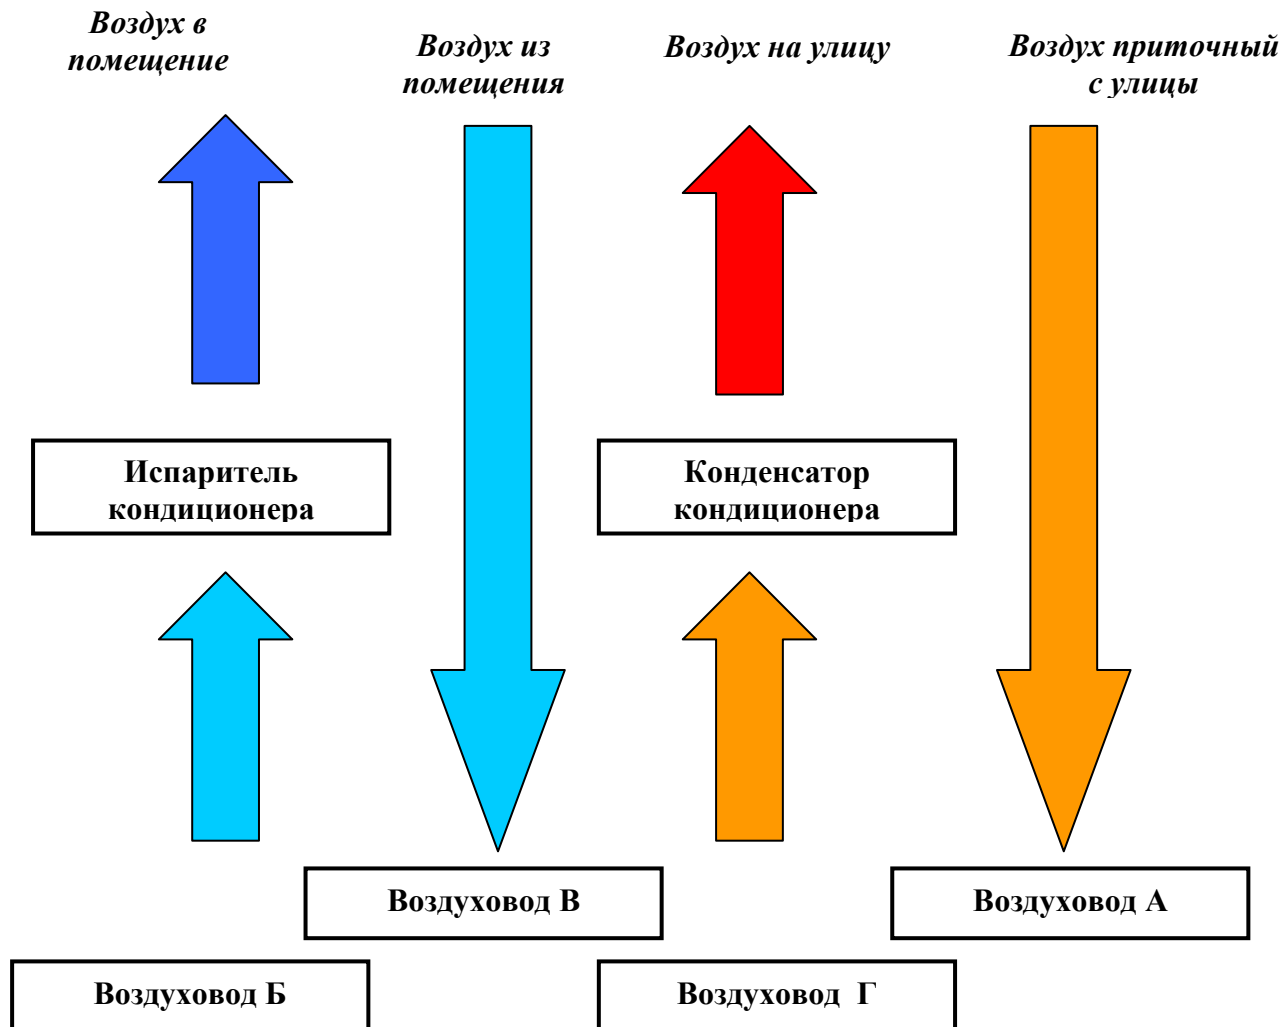 Воздух в
помещение
Воздух из
помещения
Воздух на улицу
Воздух приточный
с улицы
Испаритель
кондиционера
Конденсатор
кондиционера
Воздуховод В
Воздуховод А
Воздуховод Б
Воздуховод Г